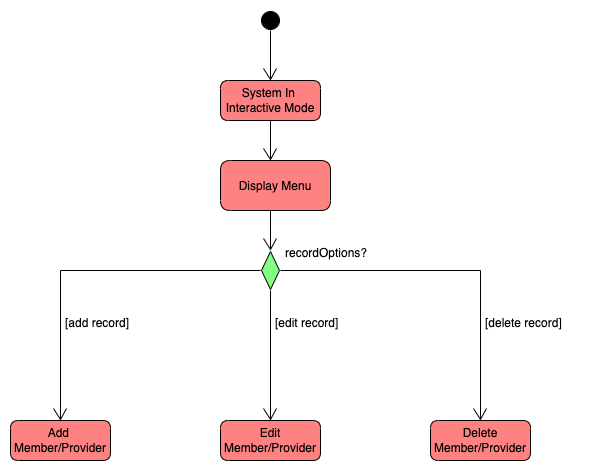 System In
Interactive Mode
Display Menu
recordOptions?
[add record]
[edit record]
[delete record]
Add
Member/Provider
Edit
Member/Provider
Delete
Member/Provider